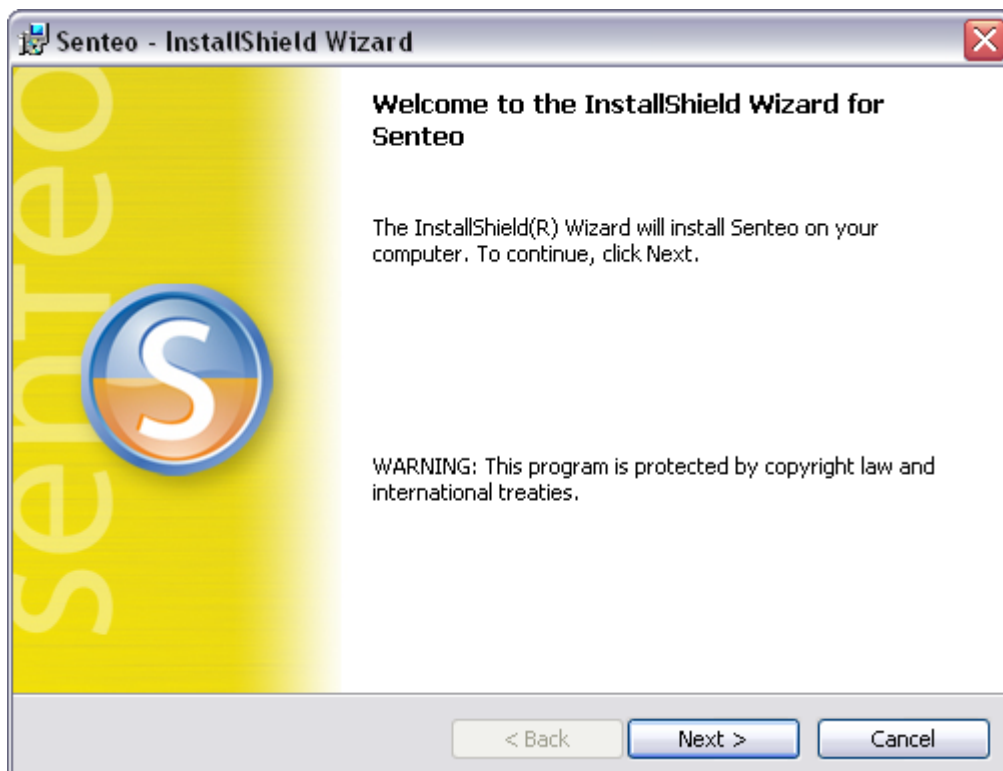 Senteo - InstallShield Wizard
senTeo
S
Welcome to the InstallShield Wizard for
Senteo
The InstallShield(R) Wizard will install Senteo on your
computer. To continue, click Next.
WARNING: This program is protected by copyright law and
international treaties.
< Back
Next >
Cancel